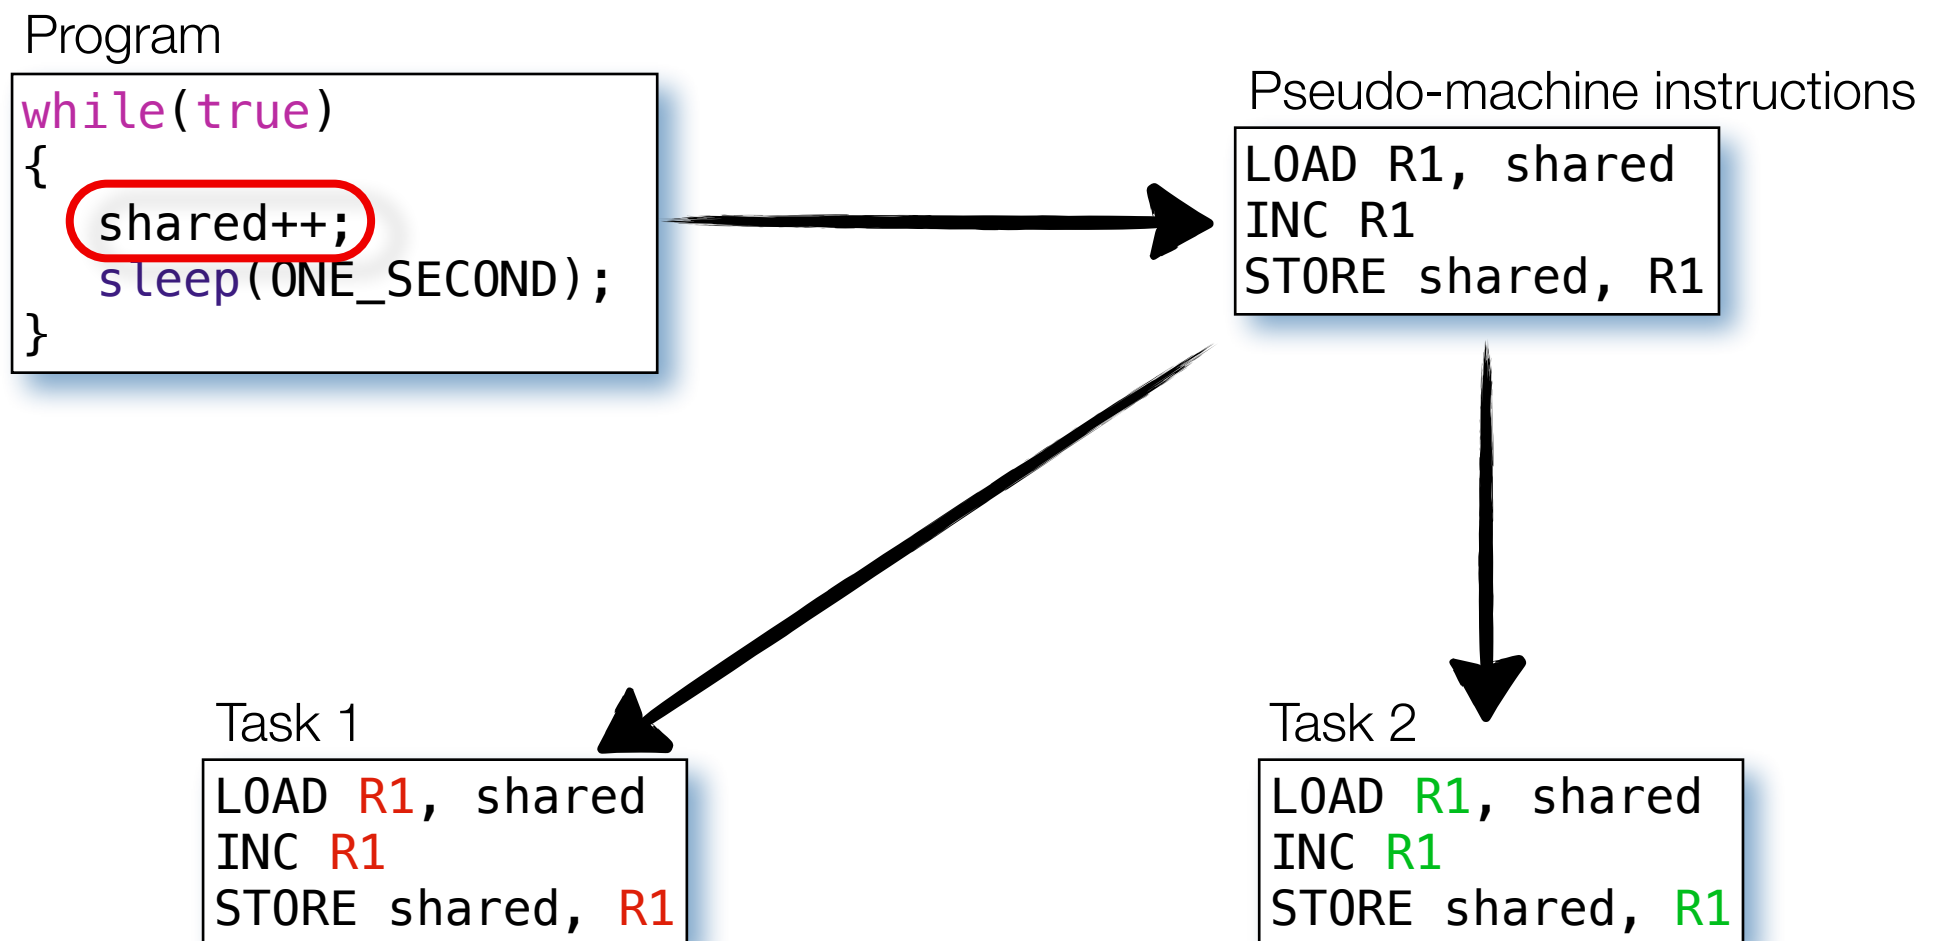 Program
while(true)
{
shared++;
sleep(ONE_SECOND);
}
Pseudo-machine instructions
LOAD R1, shared
INC R1
STORE shared, R1
Task 1
LOAD R1, shared
INC R1
STORE shared, R1
Task 2
LOAD R1, shared
INC R1
STORE shared, R1